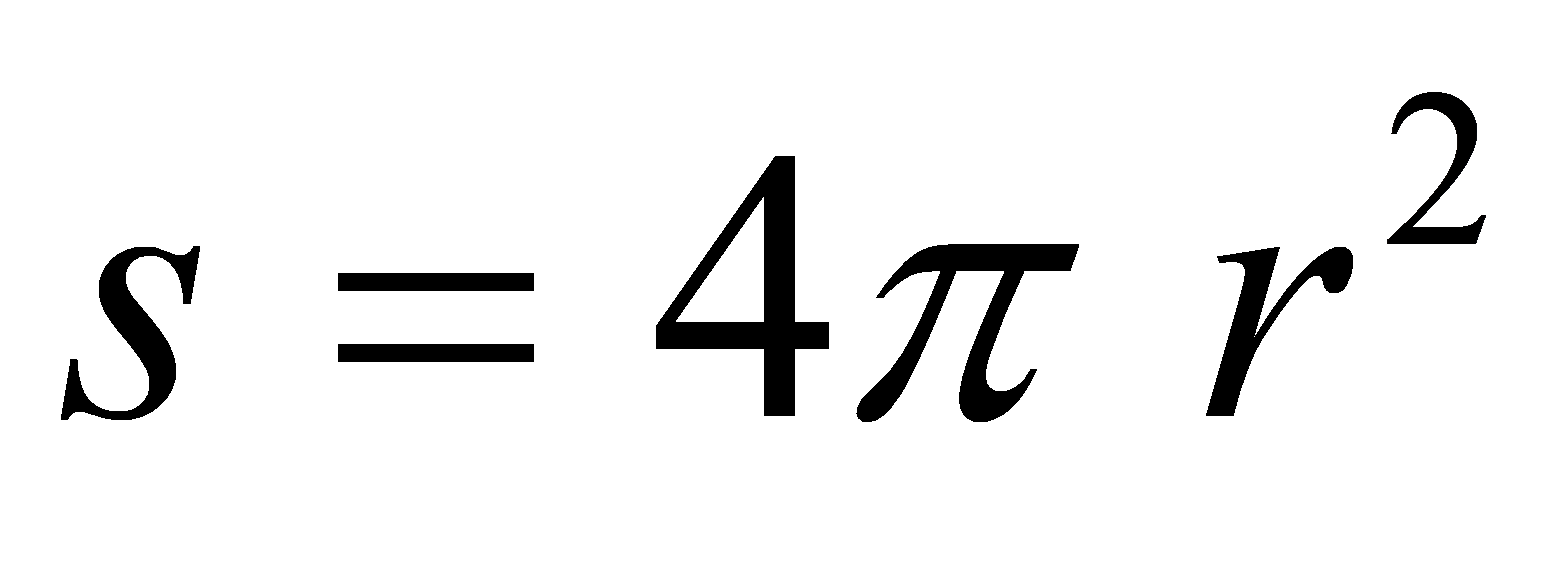 s = 4π r²